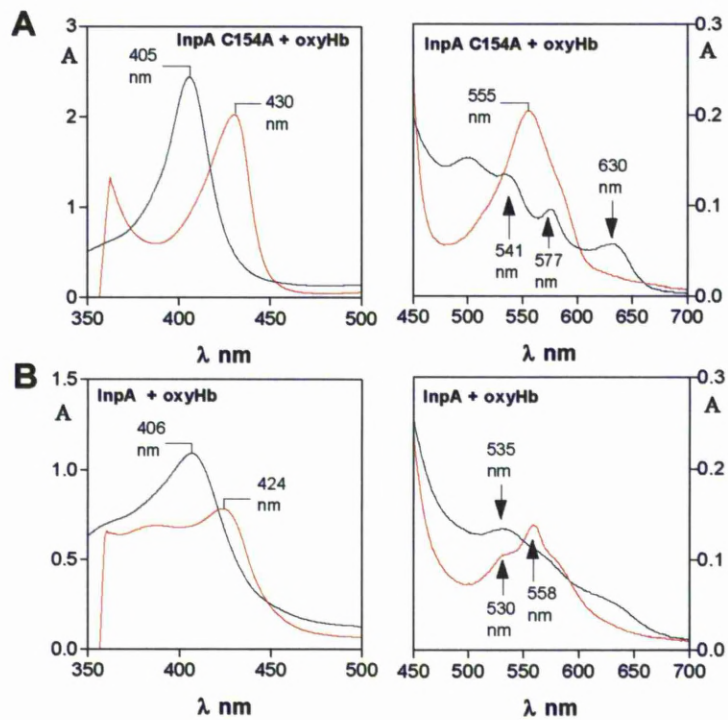 A
InpA C154A + oxyHb
A
3
2
1
0
405
nm
430
nm
350 400 450 500
λ nm
InpA C154A + oxyHb
A
0.3
0.2
0.1
0.0
555
nm
630
nm
541
nm
577
nm
450 500 550 600 650 700
λ nm
B
InpA + oxyHb
A
1.5
1.0
0.5
0.0
406
nm
424
nm
350 400 450 500
λ nm
InpA + oxyHb
A
0.3
0.2
0.1
0.0
535
nm
530
nm
558
nm
450 500 550 600 650 700
λ nm